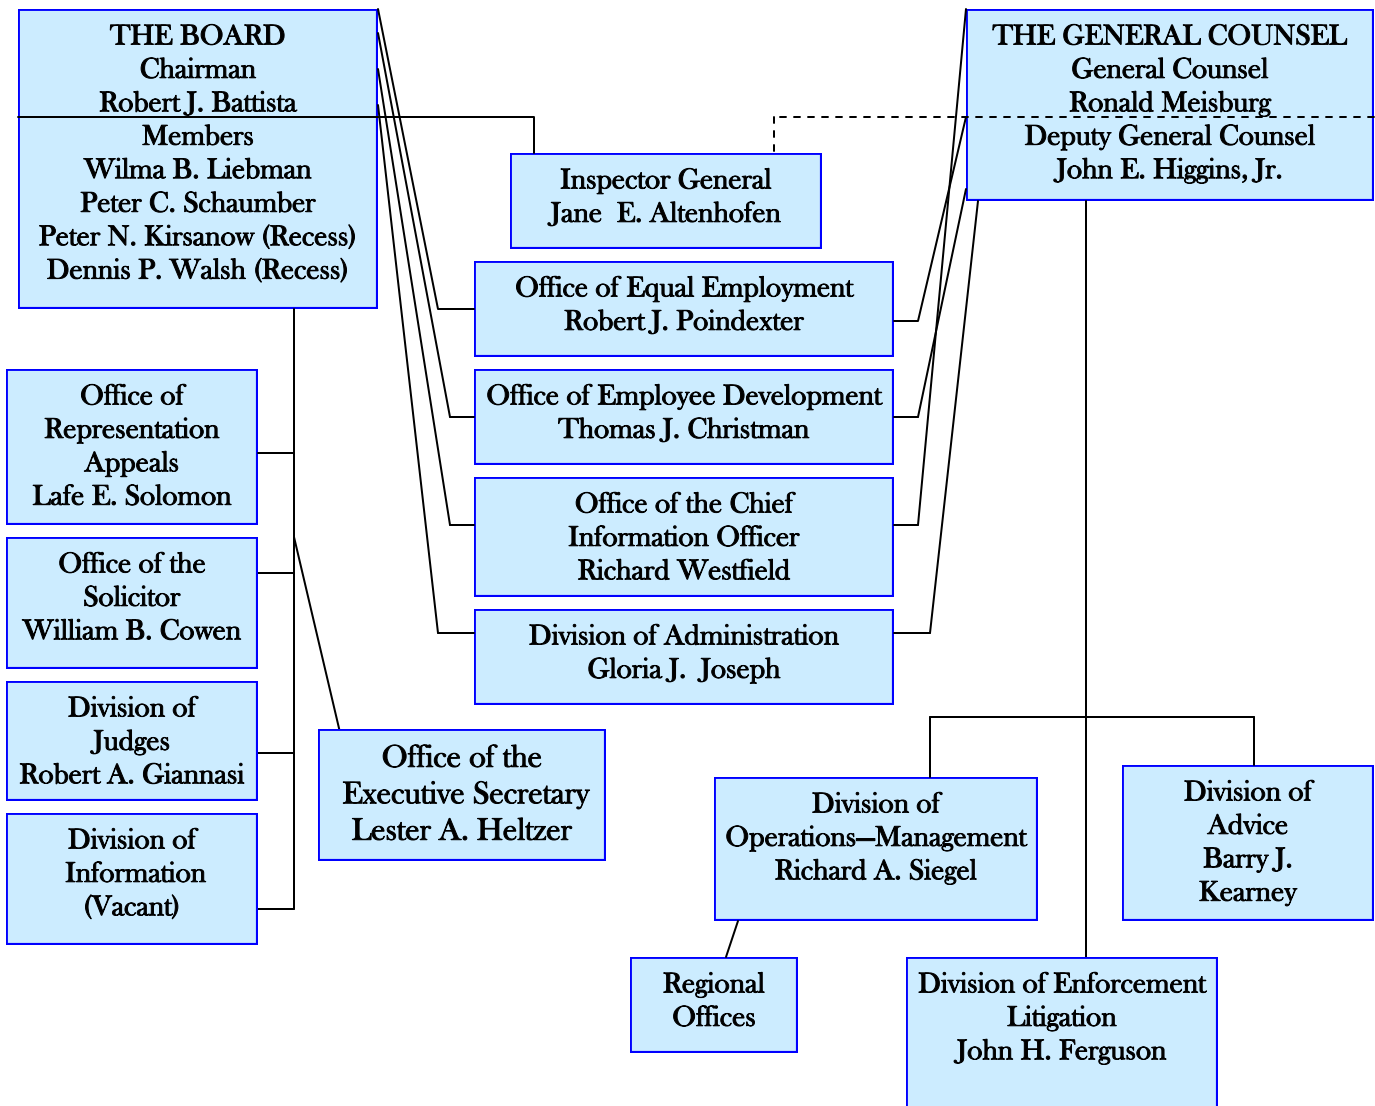 THE BOARD
Chairman
Robert J. Battista
Members
Wilma B. Liebman
Peter C. Schaumber
Peter N. Kirsanow (Recess)
Dennis P. Walsh (Recess)
THE GENERAL COUNSEL
General Counsel
Ronald Meisburg
Deputy General Counsel
John E. Higgins, Jr.
Inspector General
Jane E. Altenhofen
Office of Equal Employment
Robert J. Poindexter
Office of Employee Development
Thomas J. Christman
Office of the Chief
Information Officer
Richard Westfield
Division of Administration
Gloria J. Joseph
Office of
Representation
Appeals
Lafe E. Solomon
Office of the
Solicitor
William B. Cowen
Division of
Judges
Robert A. Giannasi
Division of
Information
(Vacant)
Office of the
Executive Secretary
Lester A. Heltzer
Division of
Operations—Management
Richard A. Siegel
Division of
Advice
Barry J.
Kearney
Regional
Offices
Division of Enforcement
Litigation
John H. Ferguson